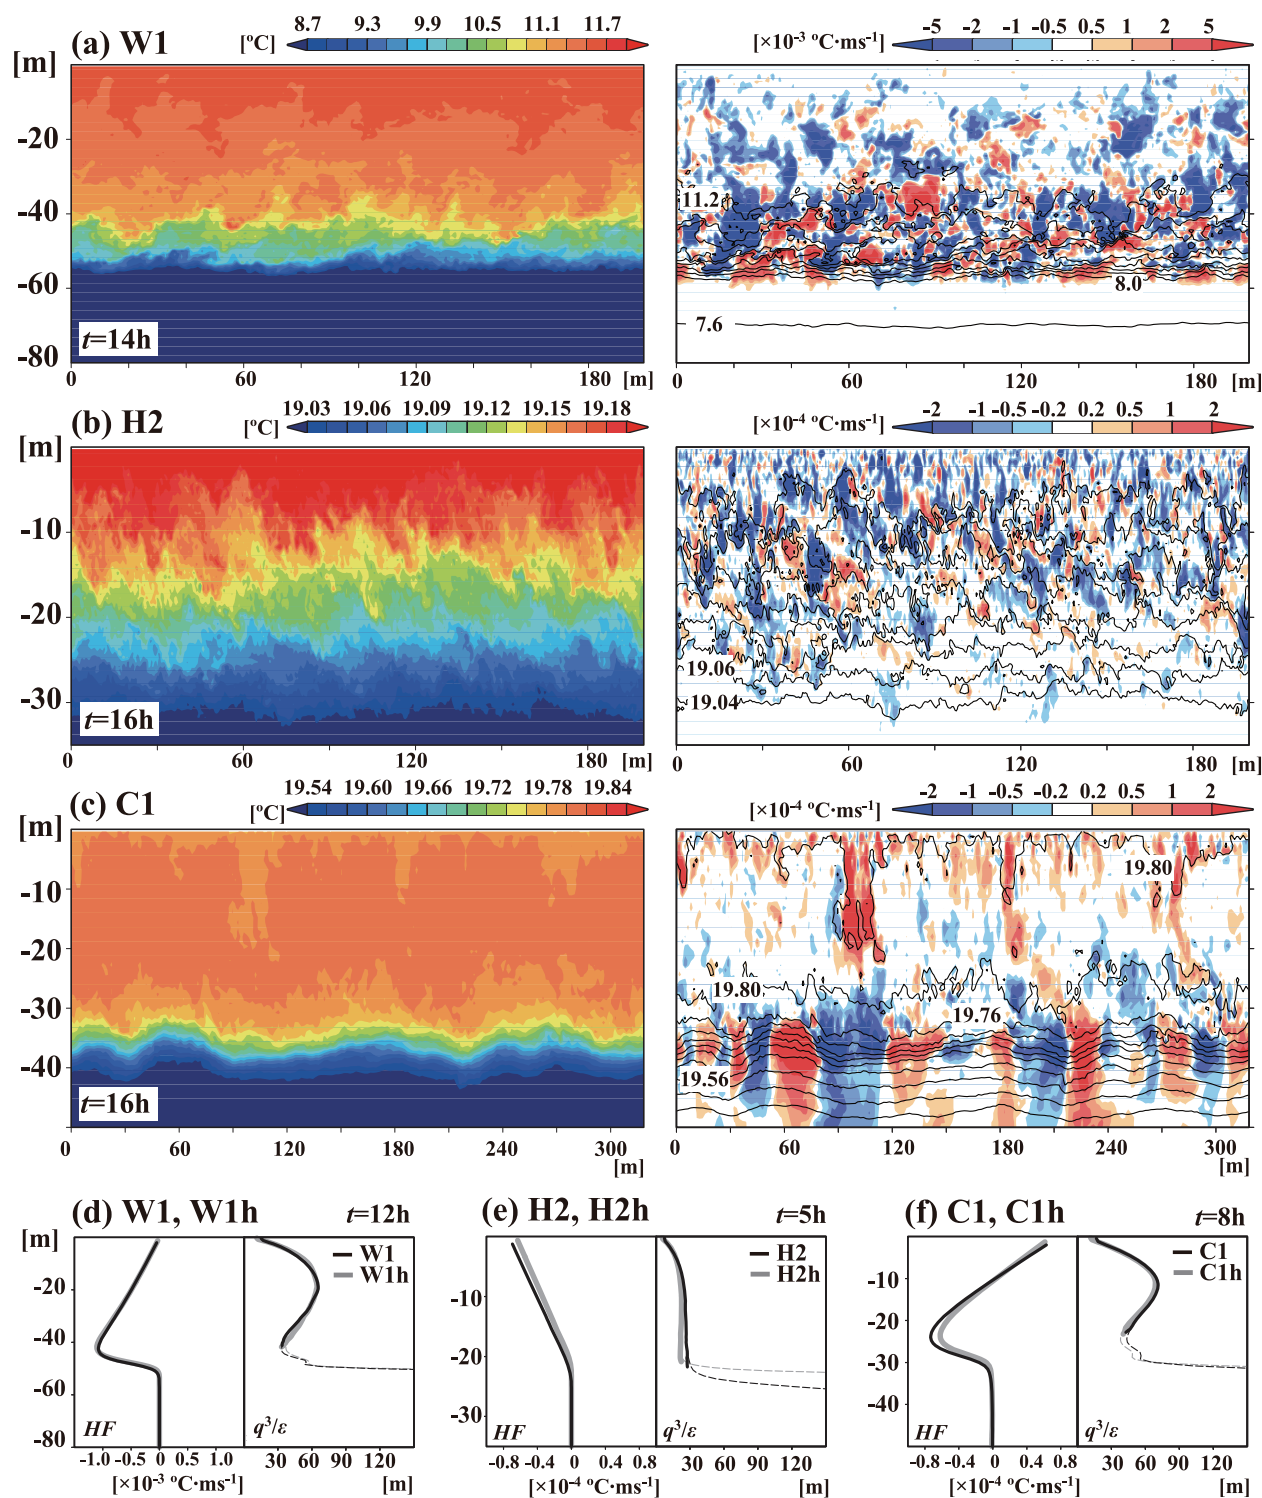 (a) W1
[ºC] 8.7 9.3 9.9 10.5 11.1 11.7
[×10-3 ºC·ms-1] -5 -2 -1 -0.5 0.5 1 2 5
[m]
-20
-40
-60
-80
t=14h
0 60 120 180 [m]
11.2
8.0
7.6
0 60 120 180 [m]
(b) H2
[ºC] 19.03 19.06 19.09 19.12 19.15 19.18
[×10-4 ºC·ms-1] -2 -1 -0.5 -0.2 0.2 0.5 1 2
[m]
-10
-20
-30
t=16h
0 60 120 180 [m]
19.06
19.04
0 60 120 180 [m]
(c) C1
[ºC] 19.54 19.60 19.66 19.72 19.78 19.84
[×10-4 ºC·ms-1] -2 -1 -0.5 -0.2 0.2 0.5 1 2
[m]
-10
-20
-30
-40
t=16h
0 60 120 180 240 300
[m]
19.80
19.80
19.76
19.56
0 60 120 180 240 300
[m]
(d) W1, W1h t=12h
[m]
W1
W1h
-20
-40
-60
-80
HF
q3/ε
-1.0 -0.5 0 0.5 1.0 30 60 90 120
[×10-3 ºC·ms-1] [m]
(e) H2, H2h t=5h
H2
H2h
-10
-20
-30
HF
q3/ε
-0.8 -0.4 0 0.4 0.8 30 60 90 120
[×10-4 ºC·ms-1] [m]
(f) C1, C1h t=8h
C1
C1h
-10
-20
-30
-40
HF
q3/ε
-0.8 -0.4 0 0.4 0.8 30 60 90 120
[×10-4 ºC·ms-1] [m]